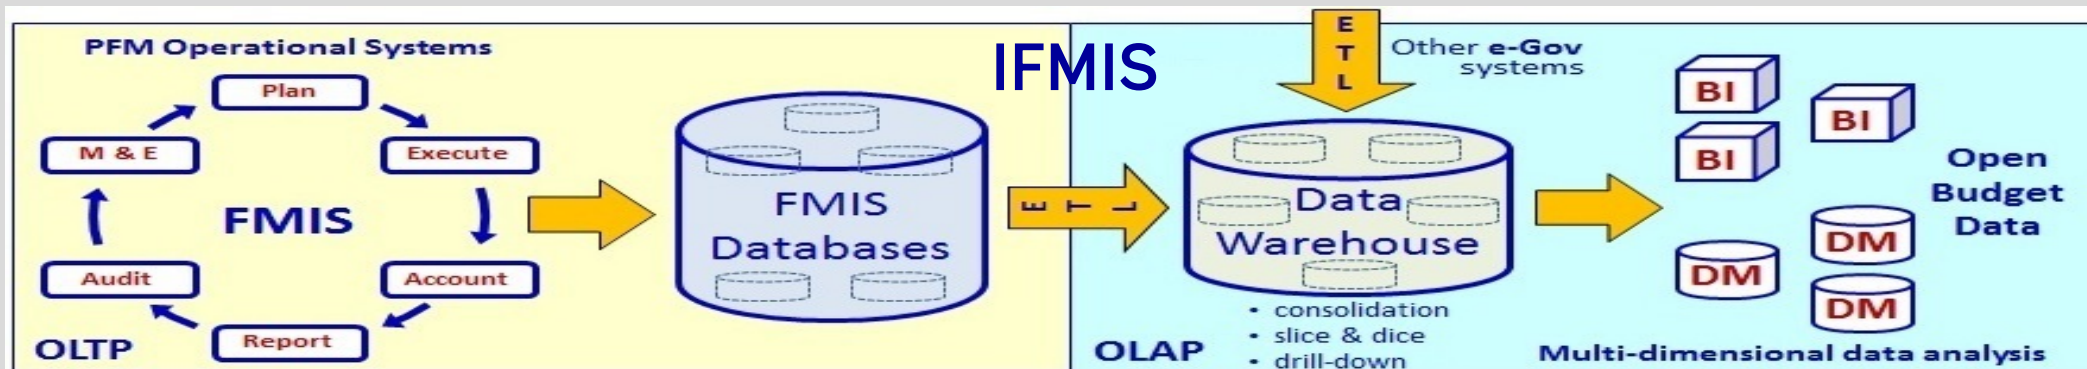 PFM Operational Systems
Plan
M & E
Execute
FMIS
Audit
Account
Report
OLTP
FMIS
Databases
IFMIS
E T L
E
T
L
Other e-Gov
systems
Data
Warehouse
• consolidation
• slice & dice
• drill-down
OLAP
BI
BI
BI
Open
Budget
Data
DM
DM
DM
Multi-dimensional data analysis